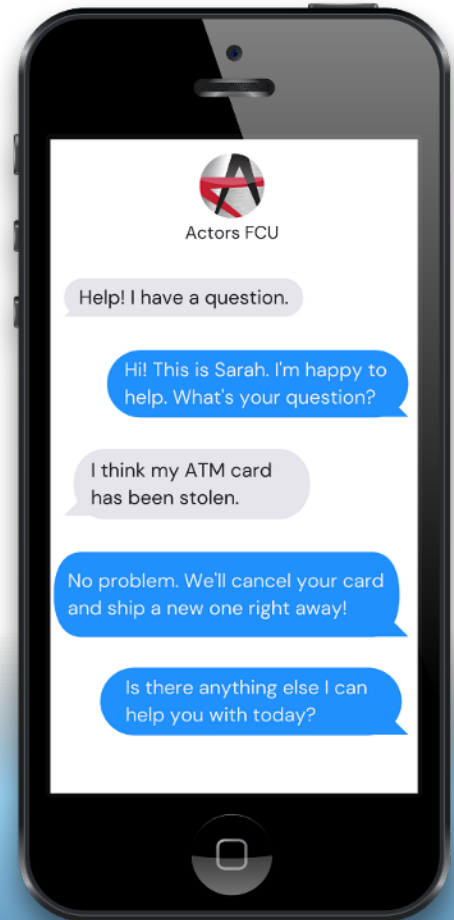 Actors FCU
Help! I have a question.
Hi! This is Sarah. I'm happy to
help. What's your question?
I think my ATM card
has been stolen.
No problem. We'll cancel your card
and ship a new one right away!
Is there anything else I can
help you with today?